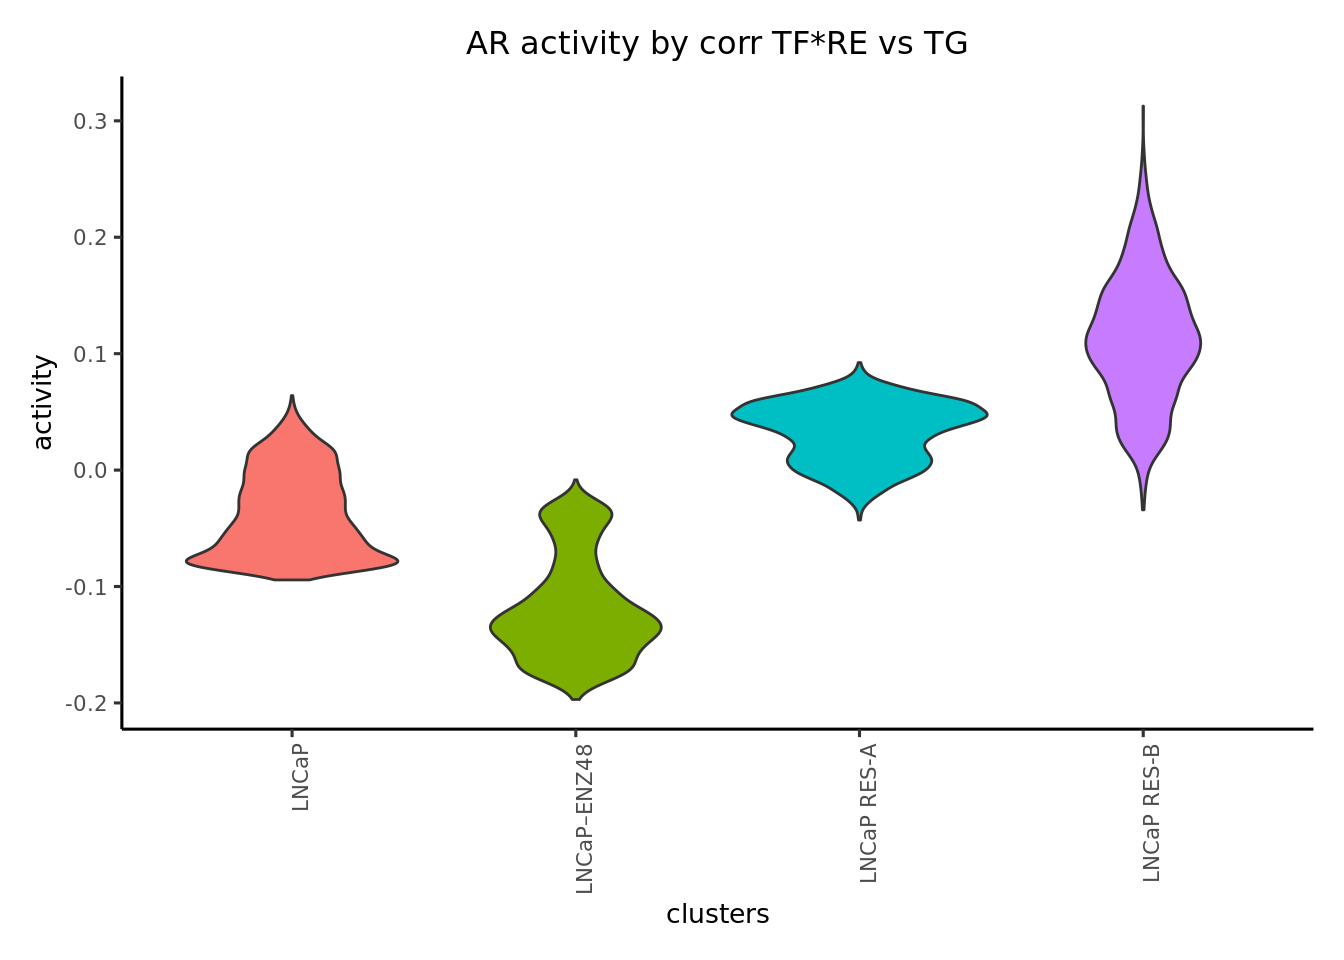 AR activity by corr TF*RE vs TG
activity
0.3
0.2
0.1
0.0
-0.1
-0.2
LNCaP
LNCaP–ENZ48
LNCaP RES-A
LNCaP RES-B
clusters